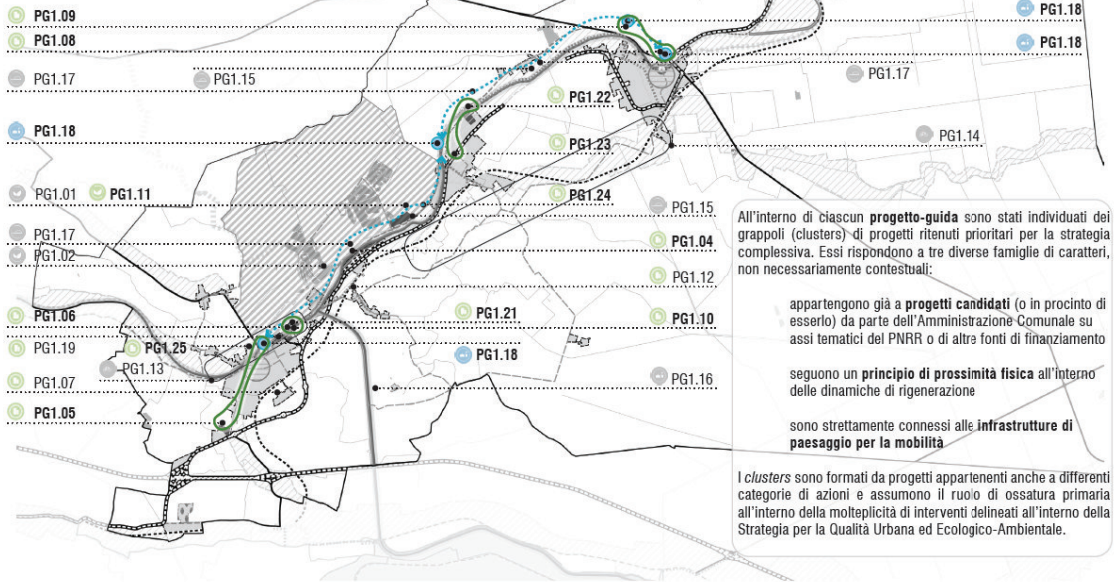 PG1.09
PG1.08
PG1.17
PG1.15
PG1.18
PG1.01
PG1.11
PG1.17
PG1.02
PG1.06
PG1.19
PG1.25
PG1.13
PG1.07
PG1.05
PG1.22
PG1.23
PG1.24
PG1.21
PG1.18
PG1.18
PG1.18
PG1.17
PG1.14
PG1.15
PG1.04
PG1.12
PG1.10
PG1.16
All'interno di ciascun progetto-guida sono stati individuati dei
grappoli (clusters) di progetti ritenuti prioritari per la strategia
complessiva. Essi rispondono a tre diverse famiglie di caratteri,
non necessariamente contestuali:
appartengono già a progetti candidati (o in procinto di
esserlo) da parte dell'Amministrazione Comunale su
assi tematici del PNRR o di altre fonti di finanziamento
seguono un principio di prossimità fisica all'interno
delle dinamiche di rigenerazione
sono strettamente connessi alle infrastrutture di
paesaggio per la mobilità
I clusters sono formati da progetti appartenenti anche a differenti
categorie di azioni e assumono il ruolo di ossatura primaria
all'interno della molteplicità di interventi delineati all'interno della
Strategia per la Qualità Urbana ed Ecologico-Ambientale.